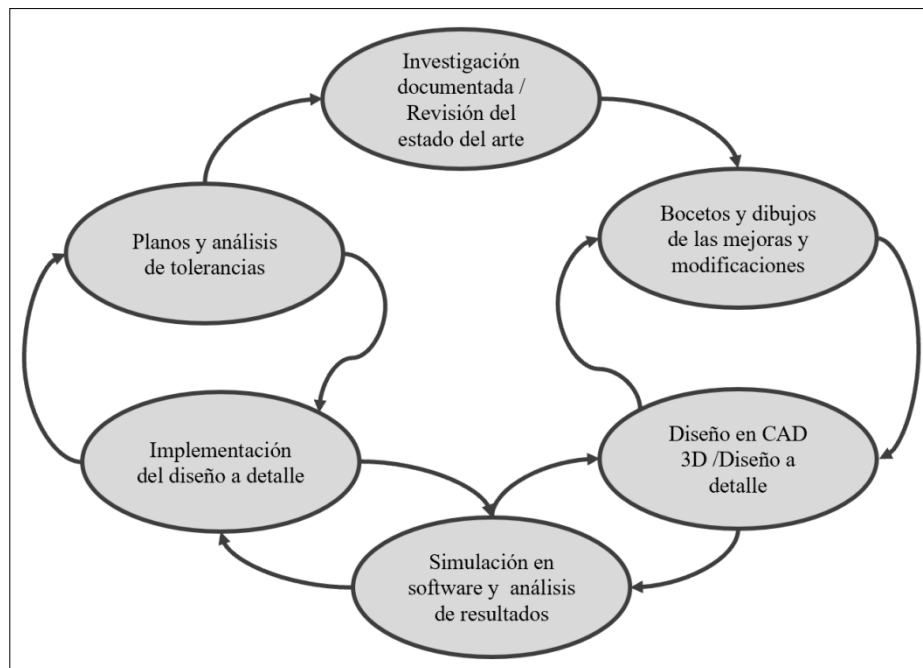 Investigación
documentada /
Revisión del
estado del arte
Bocetos y dibujos
de las mejoras y
modificaciones
Planos y análisis
de tolerancias
Diseño en CAD
3D /Diseño a
detalle
Implementación
del diseño a detalle
Simulación en
software y  análisis
de resultados